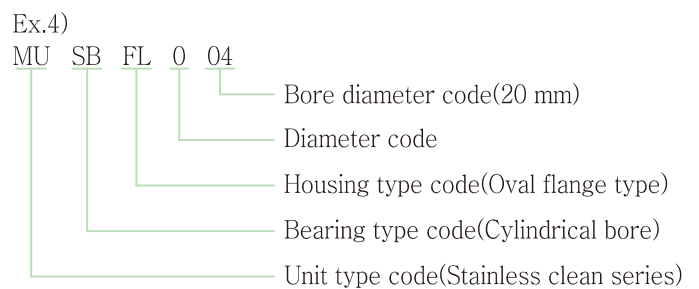 Ex.4)
MU SB FL 0 04
Bore diameter code(20 mm)
Diameter code
Housing type code(Oval flange type)
Bearing type code(Cylindrical bore)
Unit type code(Stainless clean series)